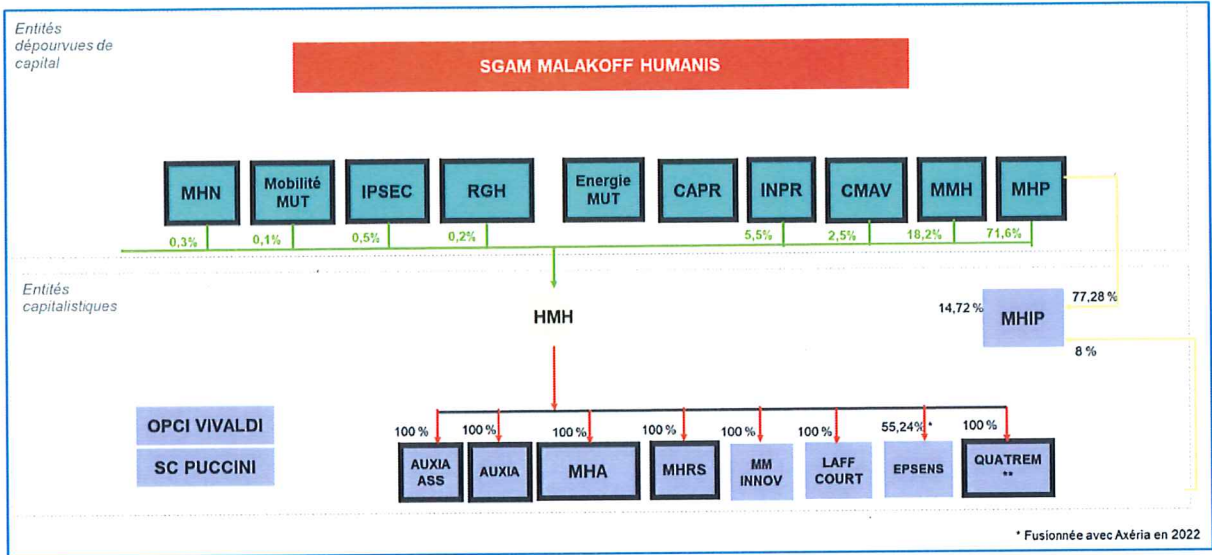 Entités
dépourvues de
capital
SGAM MALAKOFF HUMANIS
MHN
Mobilité
MUT
IPSEC
RGH
Energie
MUT
CAPR
INPR
CMAV
MMH
MHP
0,3%
0,1%
0,5%
0,2%
5,5%
2,5%
18,2%
71,6%
Entités
capitalistiques
HMH
14,72 %
MHIP
77,28 %
8 %
OPCI VIVALDI
SC PUCCINI
100 %
100 %
100 %
100 %
100 %
100 %
55,24% *
100 %
AUXIA
ASS
AUXIA
MHA
MHRS
MM
INNOV
LAFF
COURT
EPSENS
QUATREM
**
* Fusionnée avec Axéria en 2022